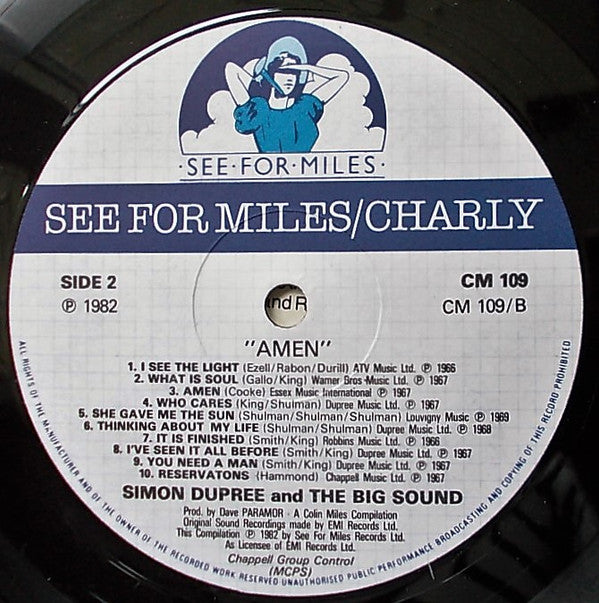 ·SEE·FOR·MILES·
SEE FOR MILES/CHARLY
SIDE 2
℗ 1982
CM 109
CM 109/B
nd R
"AMEN"
1. I SEE THE LIGHT (Ezell/Rabon/Durill) ATV Music Ltd. ℗ 1966
2. WHAT IS SOUL (Gallo/King) Warner Bros Music Ltd. ℗ 1967
3. AMEN (Cooke) Essex Music International ℗ 1967
4. WHO CARES (King/Shulman) Dupree Music Ltd. ℗ 1967
5. SHE GAVE ME THE SUN (Shulman/Shulman/Shulman) Louvigny Music ℗ 1969
6. THINKING ABOUT MY LIFE (Shulman/Shulman) Dupree Music Ltd. ℗ 1968
7. IT IS FINISHED (Smith/King) Robbins Music Ltd. ℗ 1966
8. I'VE SEEN IT ALL BEFORE (Smith/King) Dupree Music Ltd. ℗ 1967
9. YOU NEED A MAN (Smith/King) Dupree Music Ltd. ℗ 1967
10. RESERVATONS (Hammond) Chappell Music Ltd. ℗ 1967
SIMON DUPREE and THE BIG SOUND
Prod. by Dave PARAMOR - A Colin Miles Compilation
Original Sound Recordings made by EMI Records Ltd.
This Compilation ℗ 1982 by See For Miles Records Ltd.
As Licensee of EMI Records Ltd.
Chappell Group Control
(MCPS)
ALL RIGHTS OF THE MANUFACTURER AND OF THE OWNER OF THE RECORDED WORK RESERVED UNAUTHORISED PUBLIC PERFORMANCE BROADCASTING AND COPYING OF THIS RECORD PROHIBITED